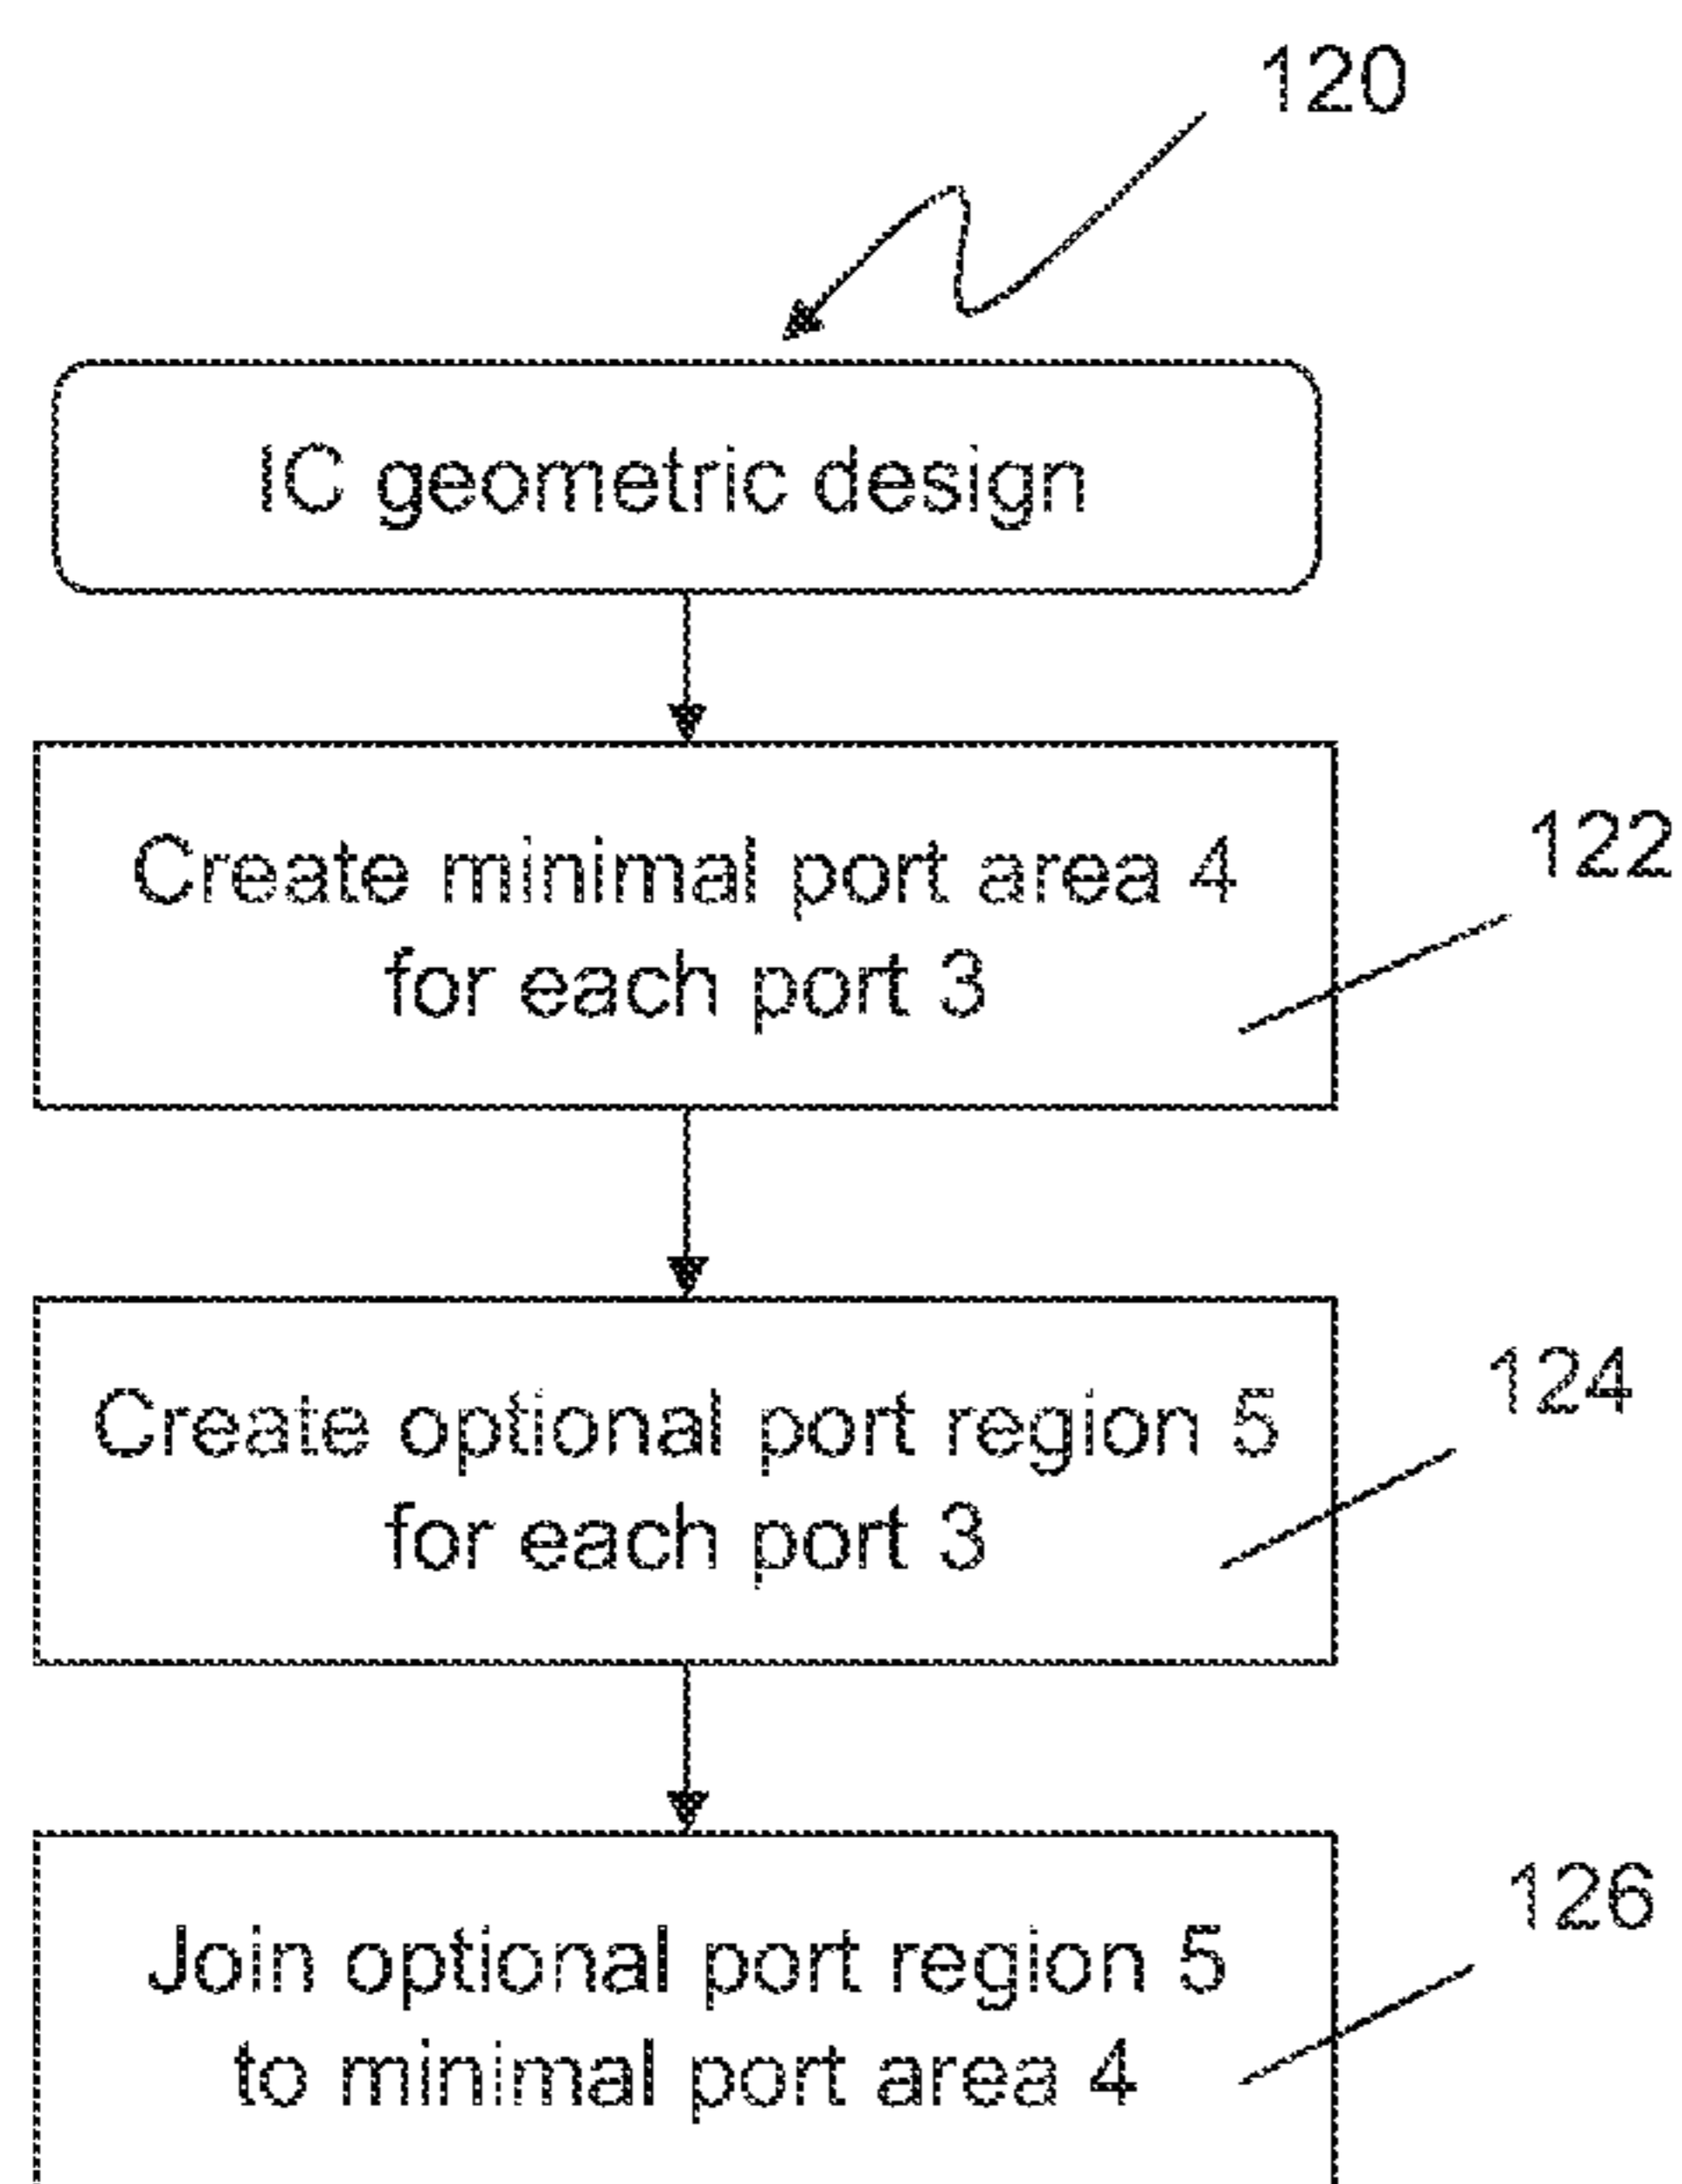 120
IC geometric design
Create minimal port area 4
for each port 3
122
Create optional port region 5
for each port 3
124
Join optional port region 5
to minimal port area 4
126